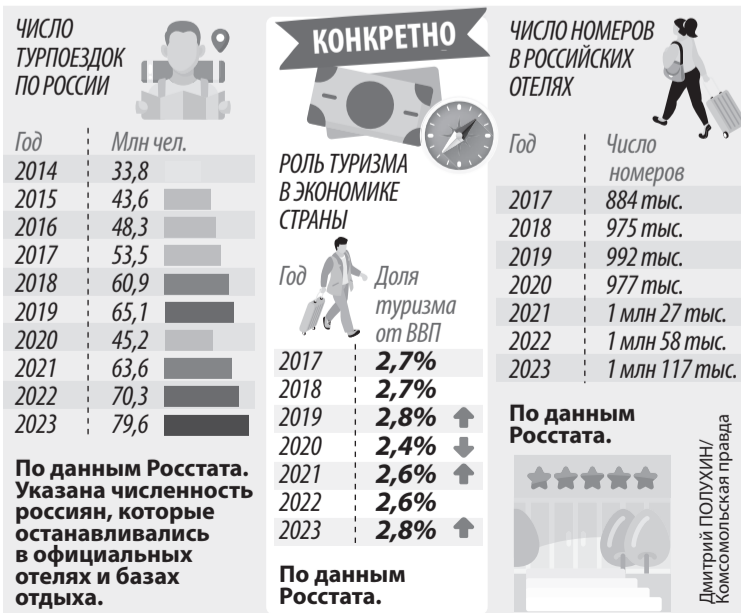 ЧИСЛО
ТУРПОЕЗДОК
ПО РОССИИ
Год Млн чел.
2014 33,8
2015 43,6
2016 48,3
2017 53,5
2018 60,9
2019 65,1
2020 45,2
2021 63,6
2022 70,3
2023 79,6
По данным Росстата.
Указана численность
россиян, которые
останавливались
в официальных
отелях и базах
отдыха.
КОНКРЕТНО
РОЛЬ ТУРИЗМА
В ЭКОНОМИКЕ
СТРАНЫ
Год Доля
туризма
от ВВП
2017 2,7%
2018 2,7%
2019 2,8%
2020 2,4%
2021 2,6%
2022 2,6%
2023 2,8%
По данным
Росстата.
ЧИСЛО НОМЕРОВ
В РОССИЙСКИХ
ОТЕЛЯХ
Год Число
номеров
2017 884 тыс.
2018 975 тыс.
2019 992 тыс.
2020 977 тыс.
2021 1 млн 27 тыс.
2022 1 млн 58 тыс.
2023 1 млн 117 тыс.
По данным
Росстата.
Дмитрий ПОЛУХИН/
Комсомольская правда